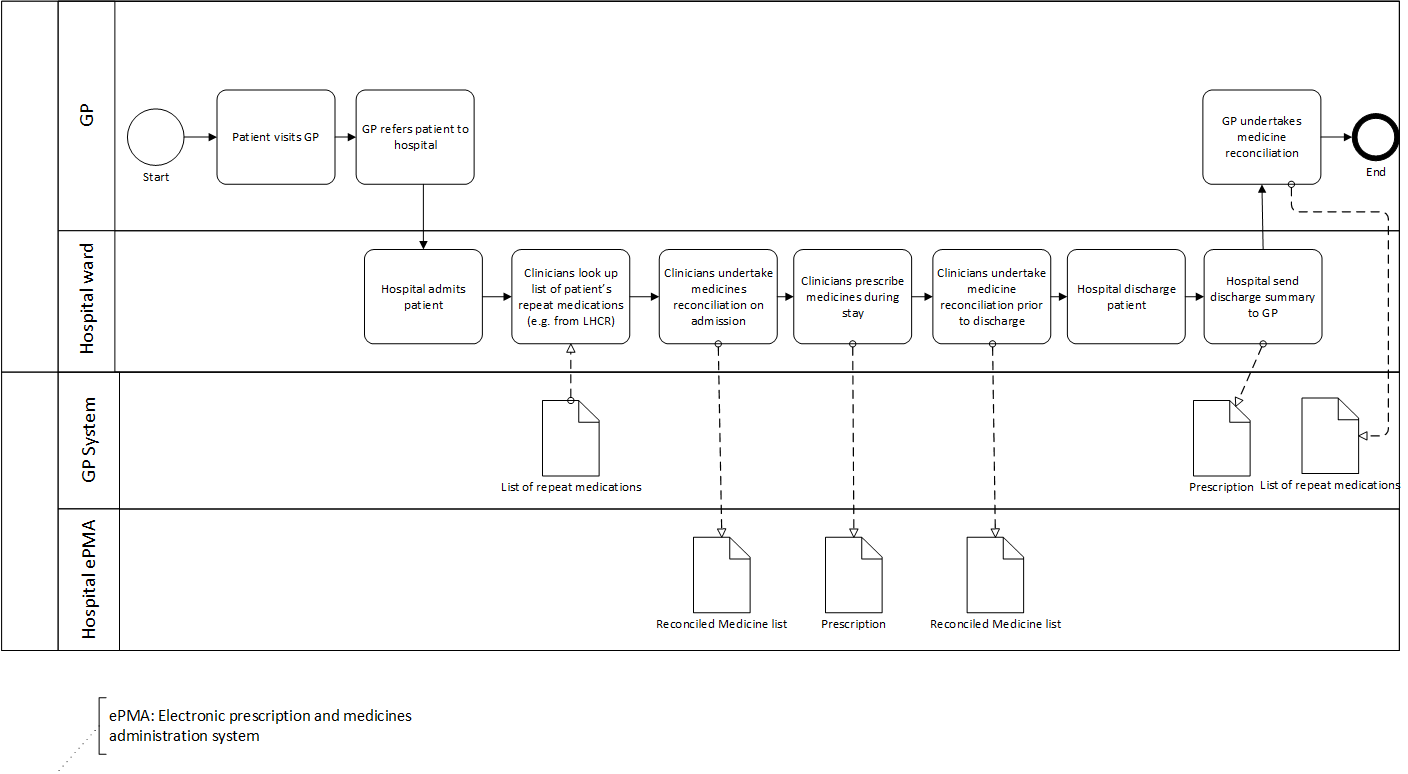 GP
Start
Patient visits GP
GP refers patient to
hospital
GP undertakes
medicine
reconciliation
End
Hospital ward
Hospital admits
patient
Clinicians look up
list of patient’s
repeat medications
(e.g. from LHCR)
Clinicians undertake
medicines
reconciliation on
admission
Clinicians prescribe
medicines during
stay
Clinicians undertake
medicine
reconciliation prior
to discharge
Hospital discharge
patient
Hospital send
discharge summary
to GP
GP System
List of repeat medications
Prescription
List of repeat medications
Hospital ePMA
Reconciled Medicine list
Prescription
Reconciled Medicine list
ePMA: Electronic prescription and medicines
administration system